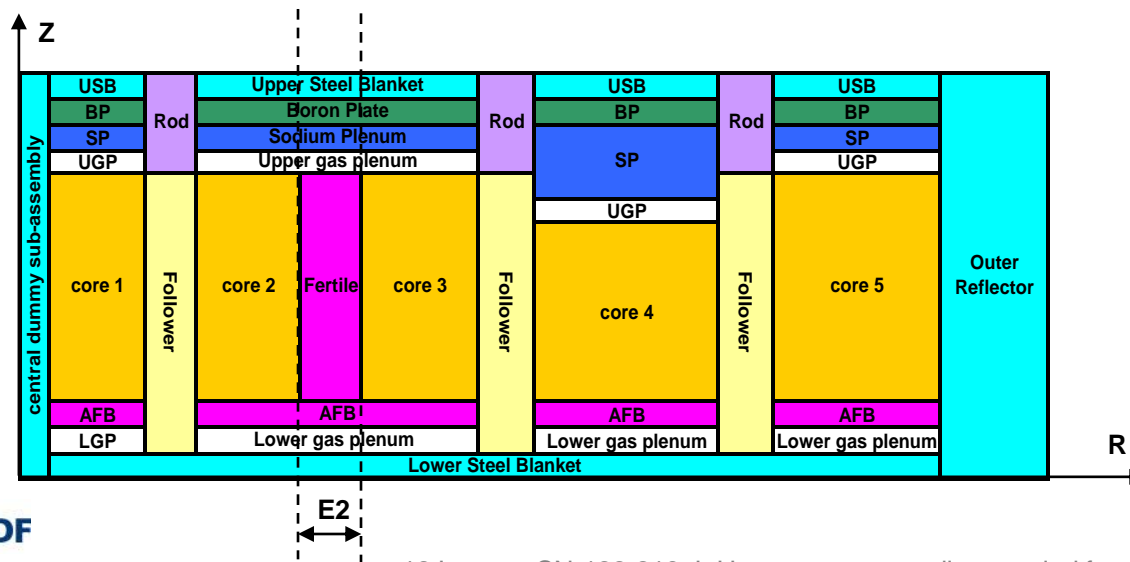 Z
USB
Upper Steel Blanket
USB
USB
BP
Boron Plate
BP
BP
Rod
Rod
Rod
SP
Sodium Plenum
SP
SP
UGP
Upper gas plenum
UGP
UGP
central dummy sub-assembly
core 1
Follower
core 2
Fertile
core 3
Follower
core 4
Follower
core 5
Outer
Reflector
AFB
AFB
AFB
AFB
LGP
Lower gas plenum
Lower gas plenum
Lower gas plenum
Lower Steel Blanket
R
E2
DF